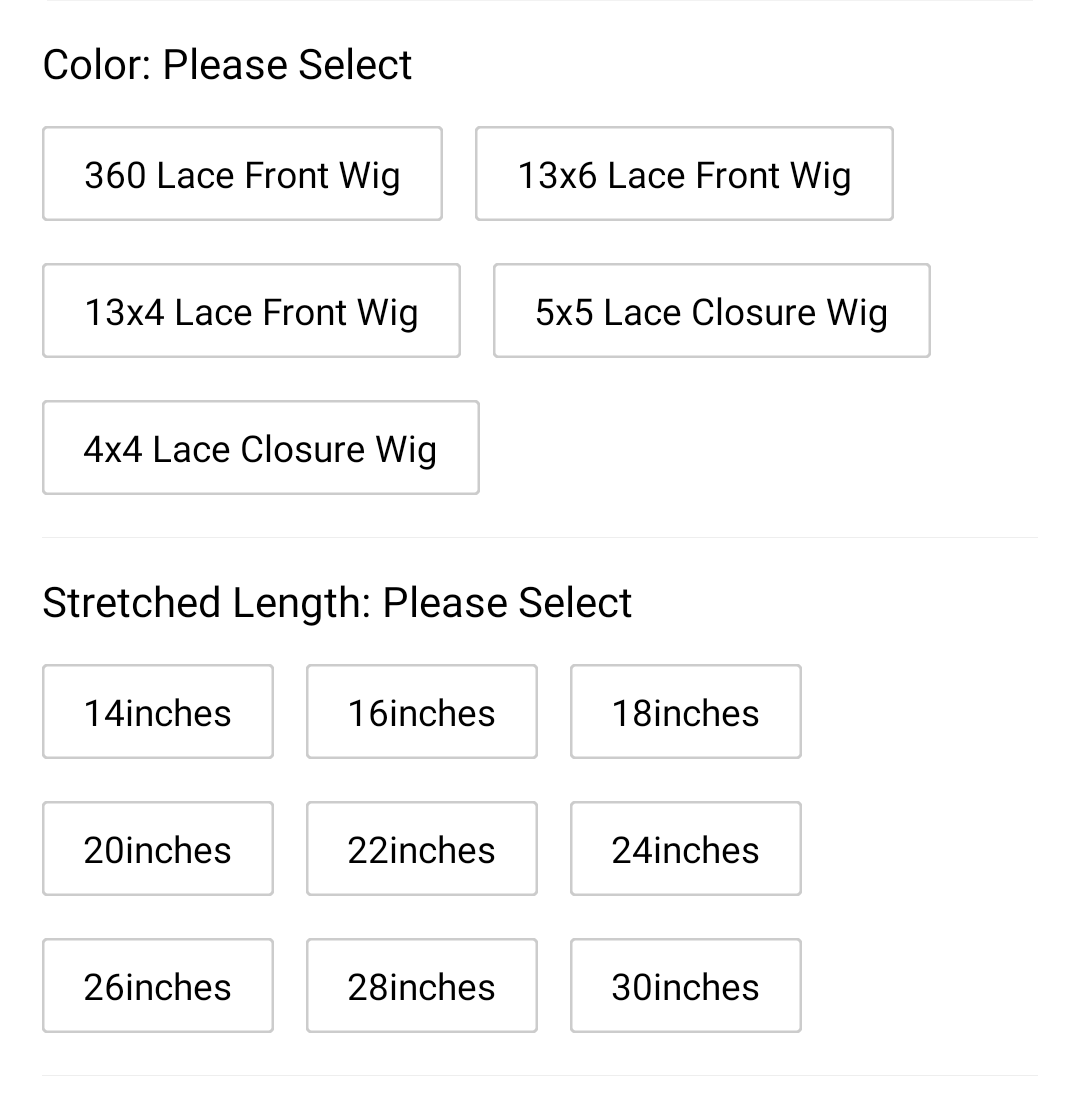 Color: Please Select
360 Lace Front Wig
13x6 Lace Front Wig
13x4 Lace Front Wig
5x5 Lace Closure Wig
4x4 Lace Closure Wig
Stretched Length: Please Select
14inches
16inches
18inches
20inches
22inches
24inches
26inches
28inches
30inches